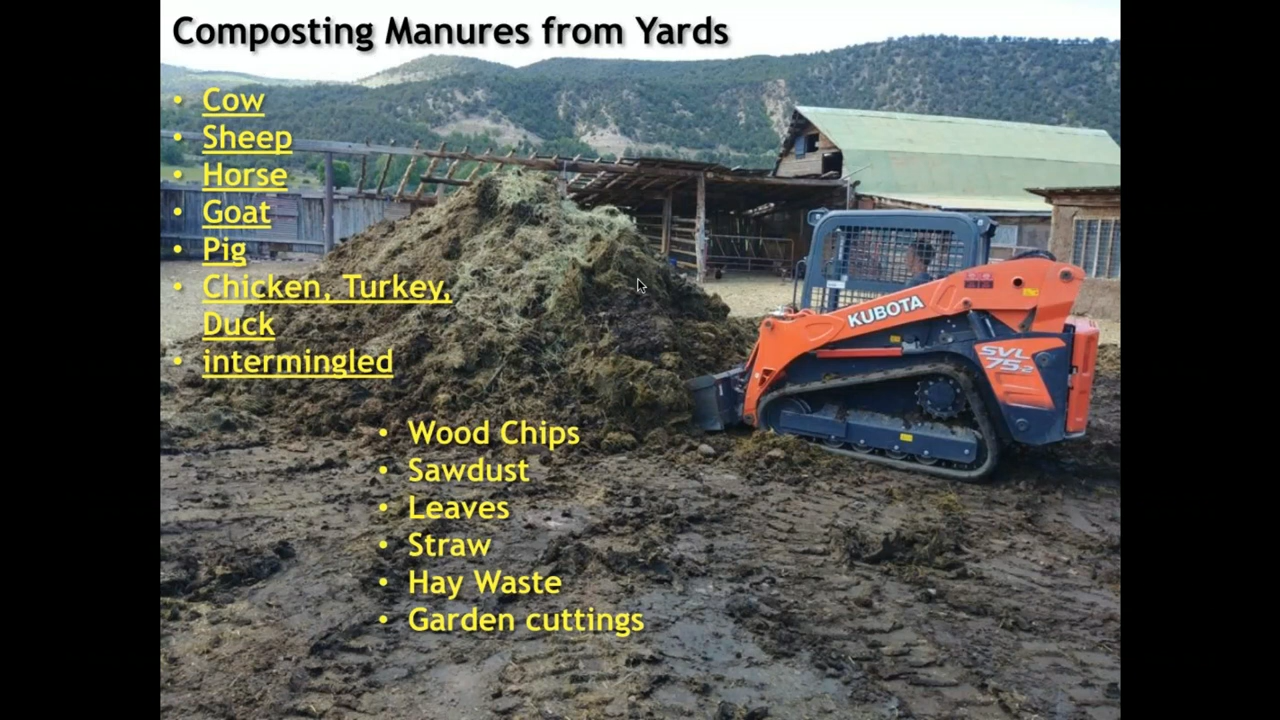 Composting Manures from Yards
• Cow
• Sheep
• Horse
• Goat
• Pig
• Chicken, Turkey,
Duck
• intermingled
KUBOTA
SVL
75-2
• Wood Chips
• Sawdust
• Leaves
• Straw
• Hay Waste
• Garden cuttings